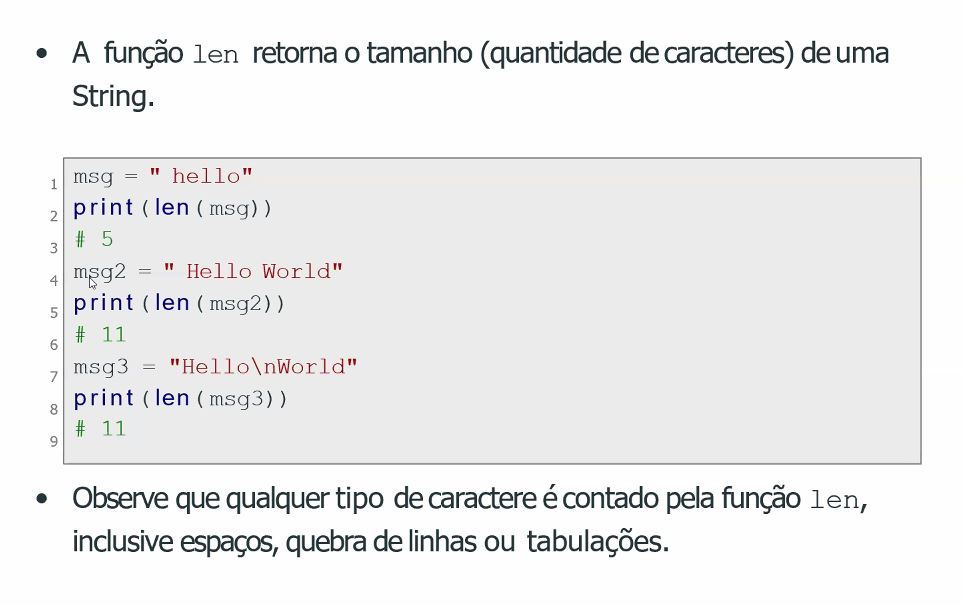 • A função len retorna o tamanho (quantidade de caracteres) de uma
String.
1 msg = " hello"
2 print (len ( msg))
3 # 5
4 msg2 = " Hello World"
5 print (len ( msg2))
6 # 11
7 msg3 = "Hello\nWorld"
8 print (len ( msg3))
9 # 11
• Observe que qualquer tipo de caractere é contado pela função len,
inclusive espaços, quebra de linhas ou tabulações.